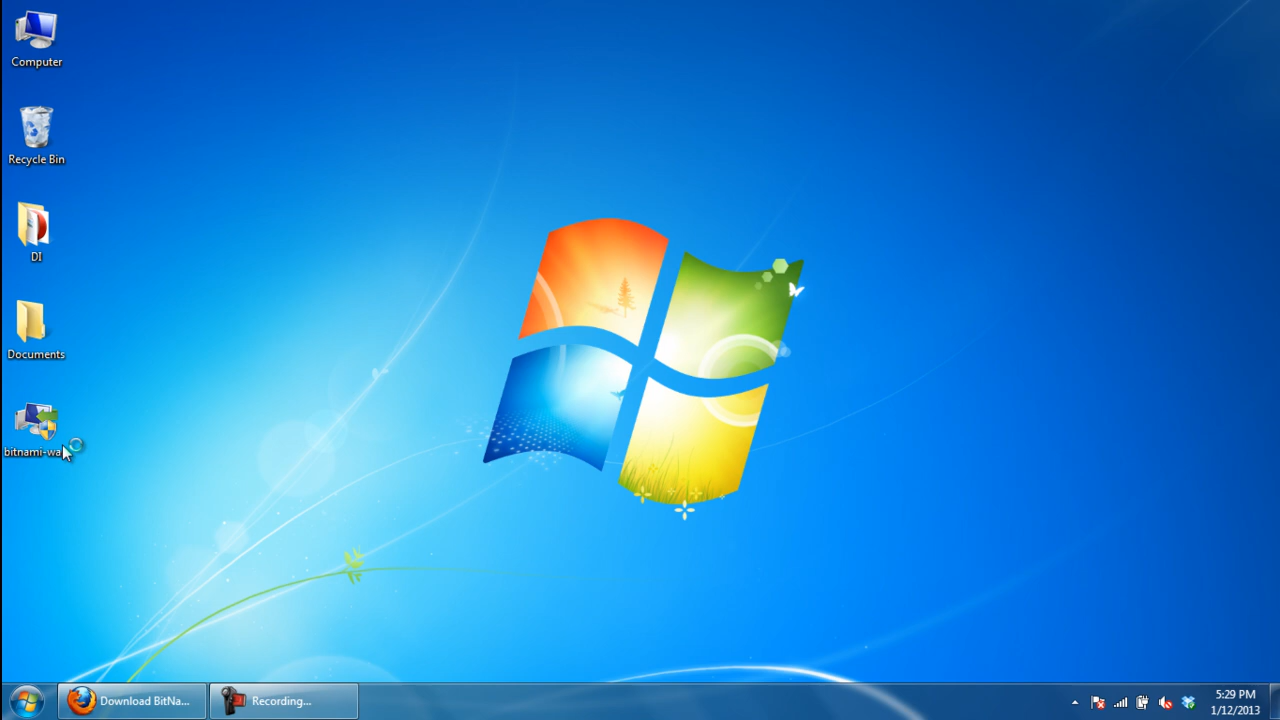 Computer
Recycle Bin
DI
Documents
bitnami-wa
Download BitNa...
Recording...
5:29 PM
1/12/2013